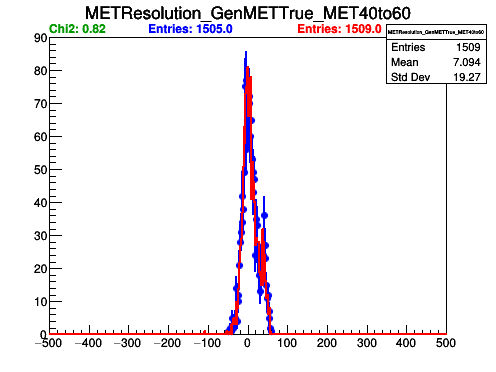 METResolution_GenMETTrue_MET40to60
Chi2: 0.82 Entries: 1505.0 Entries: 1509.0
METResolution_GenMETTrue_MET40to60
Entries 1509
Mean 7.094
Std Dev 19.27
90
80
70
60
50
40
30
20
10
0
−500 −400 −300 −200 −100 0 100 200 300 400 500